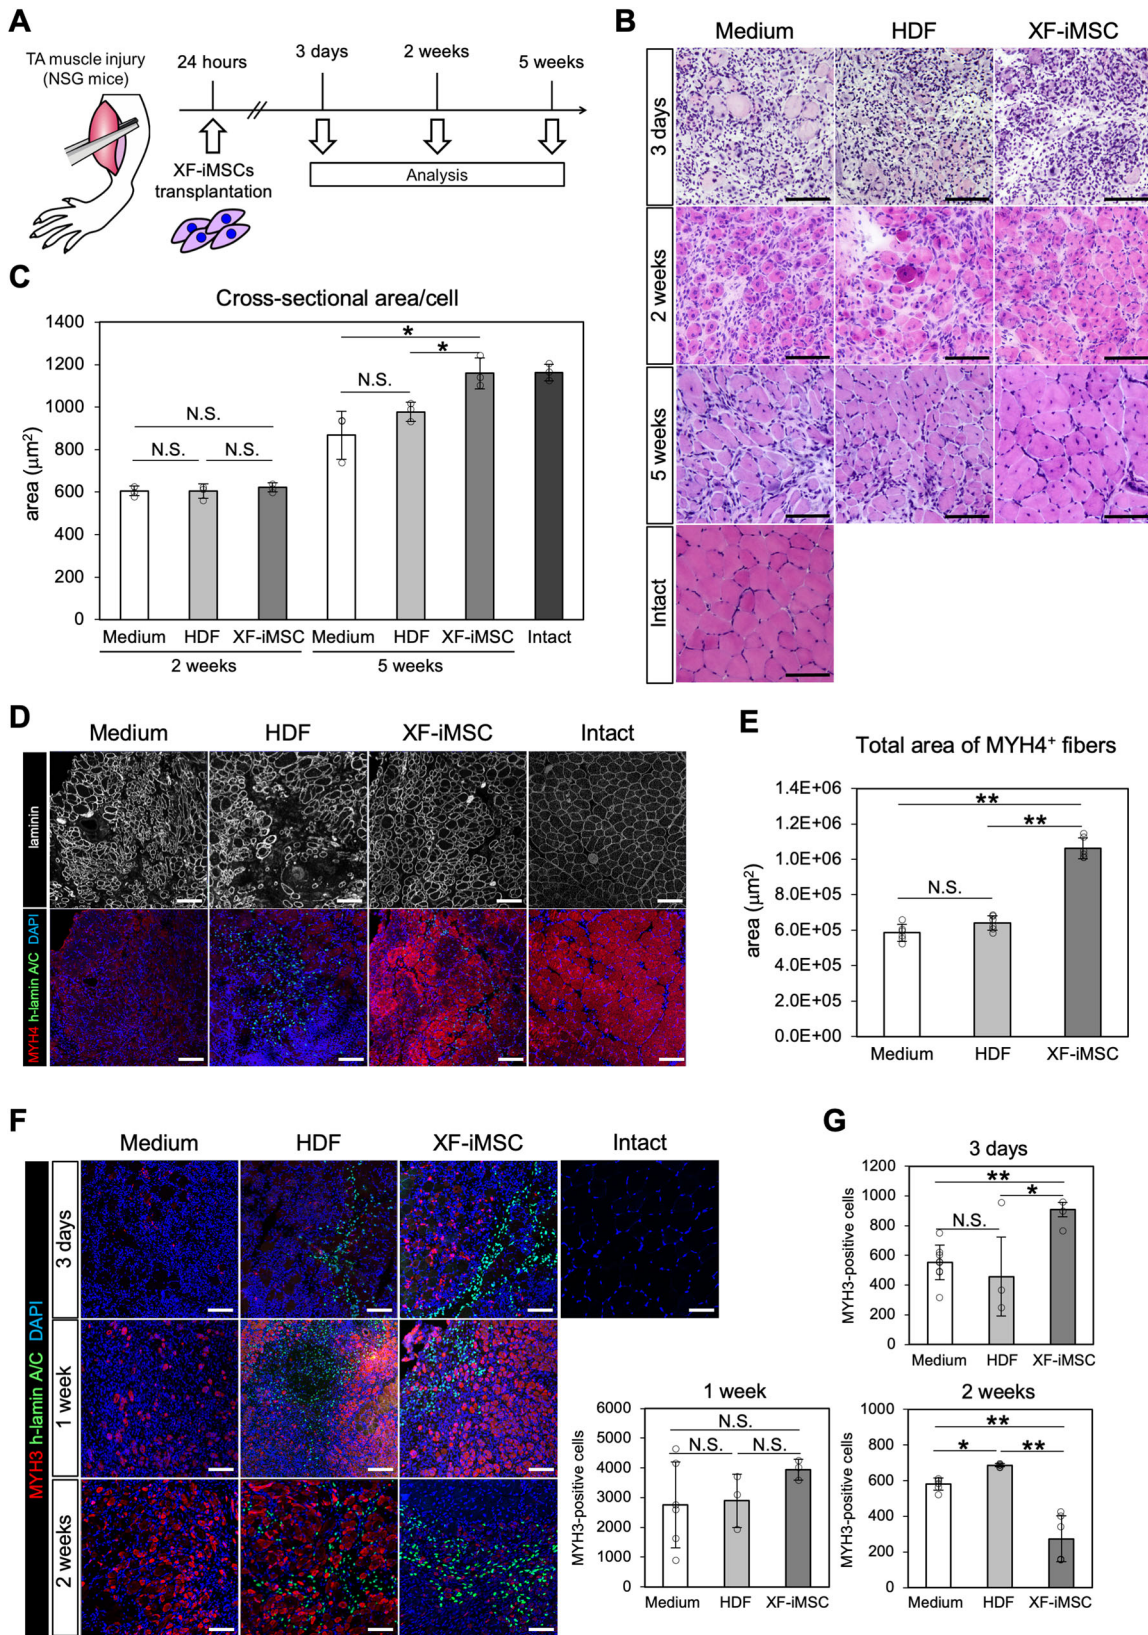 A
TA muscle injury
(NSG mice)
24 hours
3 days
2 weeks
5 weeks
XF-iMSCs
transplantation
Analysis
B
Medium
HDF
XF-iMSC
3 days
2 weeks
5 weeks
Intact
C
Cross-sectional area/cell
area (μm²)
1400
1200
1000
800
600
400
200
0
N.S.
N.S.
N.S.
N.S.
*
*
Medium
HDF
XF-iMSC
Medium
HDF
XF-iMSC
Intact
2 weeks
5 weeks
D
Medium
HDF
XF-iMSC
Intact
laminin
MYH4 h-lamin A/C DAPI
E
Total area of MYH4⁺ fibers
area (μm²)
1.4E+06
1.2E+06
1.0E+06
8.0E+05
6.0E+05
4.0E+05
2.0E+05
0.0E+00
**
**
N.S.
Medium
HDF
XF-iMSC
F
Medium
HDF
XF-iMSC
Intact
MYH3 h-lamin A/C DAPI
3 days
1 week
2 weeks
G
3 days
MYH3-positive cells
1200
1000
800
600
400
200
0
**
*
N.S.
Medium
HDF
XF-iMSC
1 week
MYH3-positive cells
6000
5000
4000
3000
2000
1000
0
N.S.
N.S.
N.S.
Medium
HDF
XF-iMSC
2 weeks
MYH3-positive cells
1000
800
600
400
200
0
**
*
**
Medium
HDF
XF-iMSC